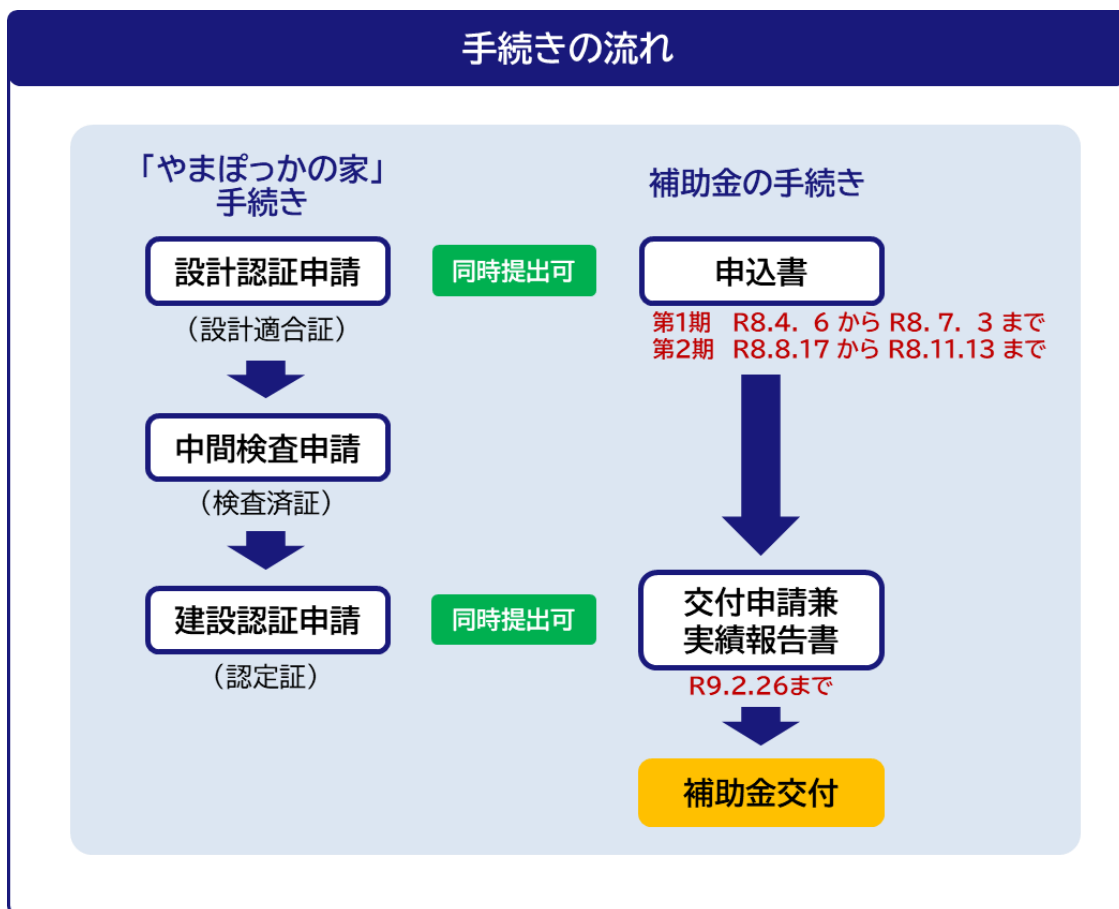 手続きの流れ
「やまぽっかの家」
手続き
補助金の手続き
設計認証申請
同時提出可
申込書
（設計適合証）
第1期 R8.4. 6 から R8. 7. 3 まで
第2期 R8.8.17 から R8.11.13 まで
中間検査申請
（検査済証）
建設認証申請
同時提出可
交付申請兼
実績報告書
（認定証）
R9.2.26まで
補助金交付